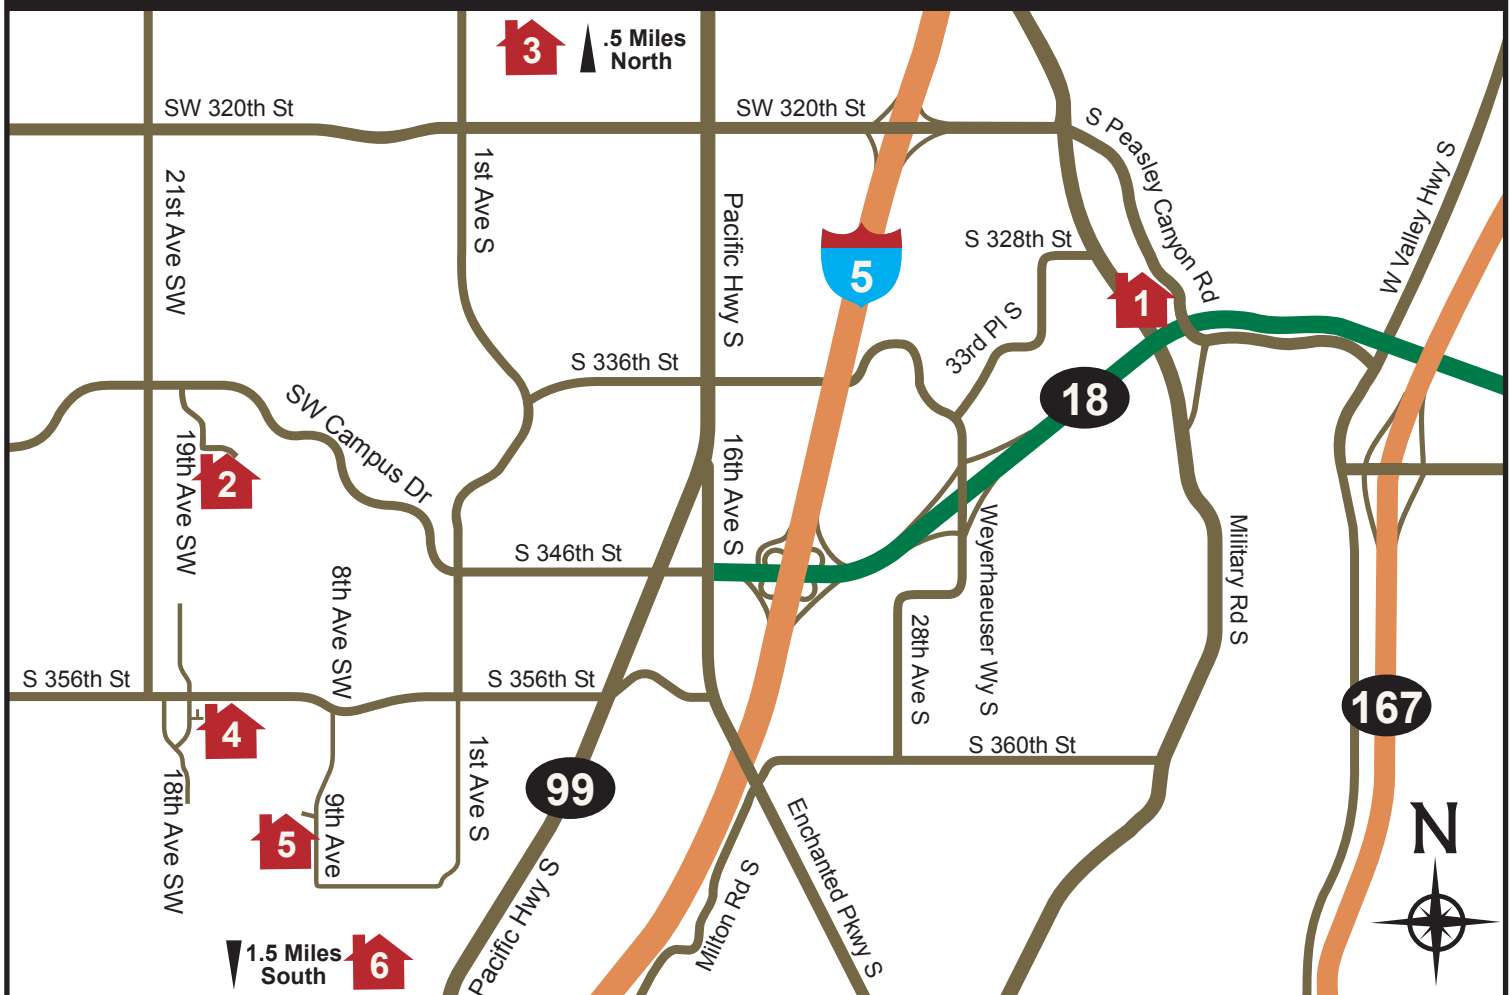 3
.5 Miles
North
SW 320th St
SW 320th St
S Peasley Canyon Rd
W Valley Hwy S
21st Ave SW
1st Ave S
Pacific Hwy S
5
S 328th St
1
33rd Pl S
S 336th St
18
SW Campus Dr
19th Ave SW
2
16th Ave S
S 346th St
Weyerhaeuser Wy S
Military Rd S
8th Ave SW
28th Ave S
S 356th St
S 356th St
4
167
S 360th St
18th Ave SW
1st Ave S
99
9th Ave
5
Enchanted Pkwy S
N
Pacific Hwy S
Milton Rd S
1.5 Miles
South
6